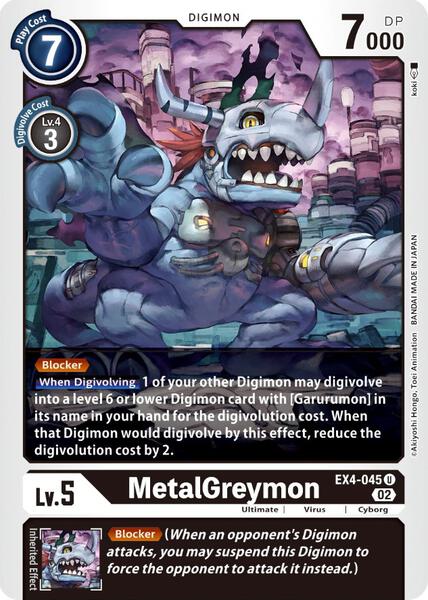 Play Cost
7
DIGIMON
DP
7000
koki
Digivolve Cost
Lv.4
3
©Akiyoshi Hongo, Toei Animation BANDAI MADE IN JAPAN
Blocker
When Digivolving 1 of your other Digimon may digivolve
into a level 6 or lower Digimon card with [Garurumon] in
its name in your hand for the digivolution cost. When
that Digimon would digivolve by this effect, reduce the
digivolution cost by 2.
Lv.5
MetalGreymon
EX4-045 U
02
Ultimate | Virus | Cyborg
Inherited Effect
Blocker (When an opponent's Digimon
attacks, you may suspend this Digimon to
force the opponent to attack it instead.)